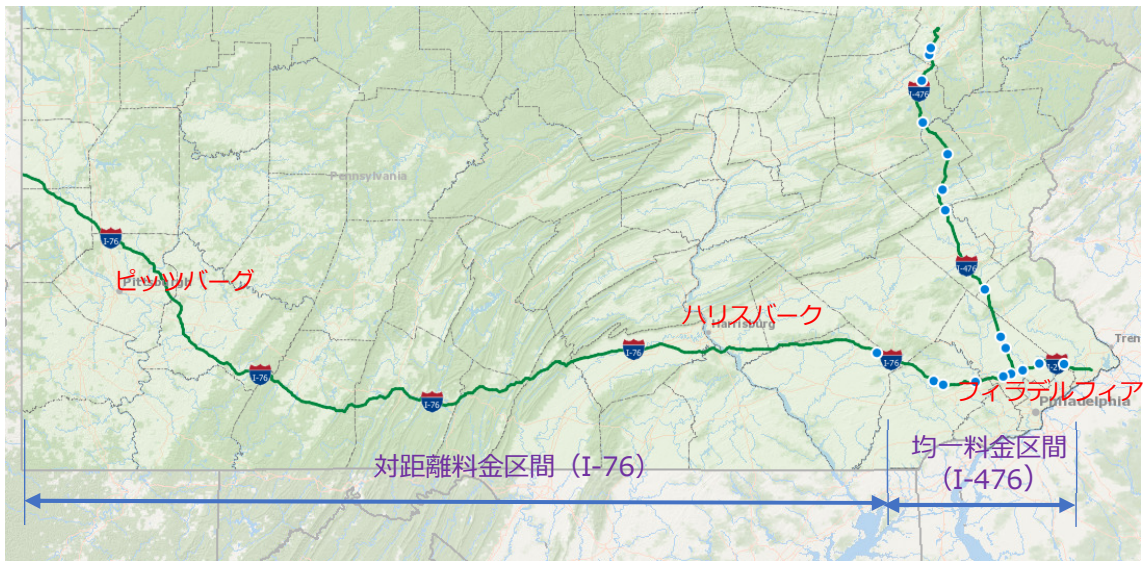 I-476
Pennsylvania
I-76
ピッツバーグ
Pittsburgh
I-476
ハリスバーク
Harrisburg
Tren
I-76
I-76
I-76
I-76
フィラデルフィア
Philadelphia
対距離料金区間（I-76）
均一料金区間
（I-476）